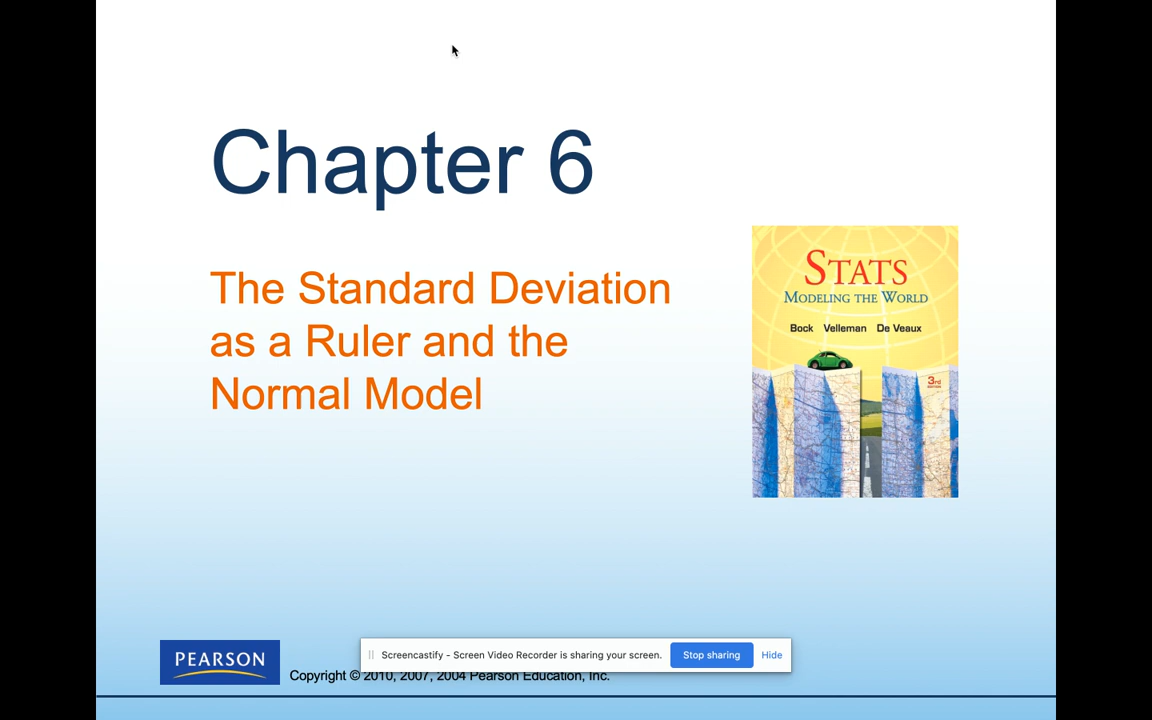 Chapter 6
The Standard Deviation
as a Ruler and the
Normal Model
STATS
MODELING THE WORLD
Bock Velleman De Veaux
3rd
EDITION
PEARSON
Screencastify - Screen Video Recorder is sharing your screen. Stop sharing Hide
Copyright © 2010, 2007, 2004 Pearson Education, Inc.